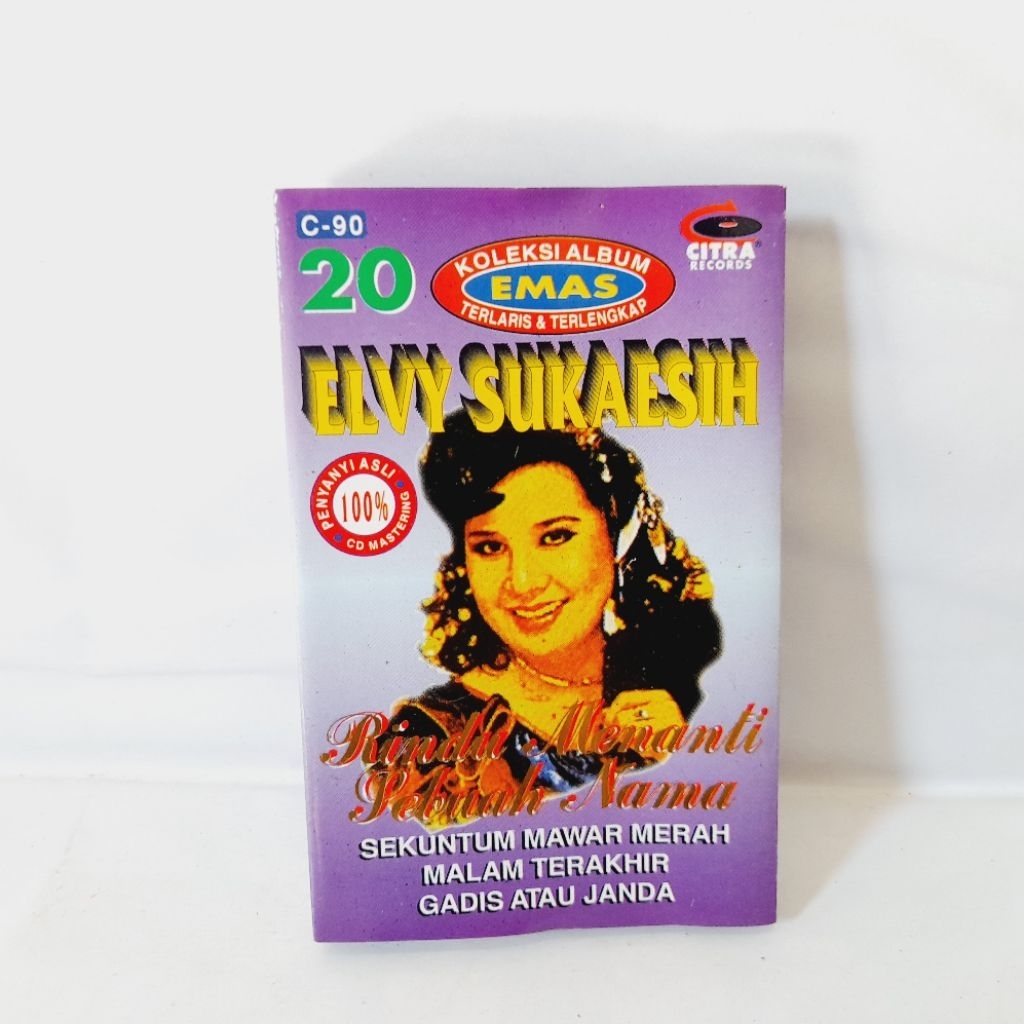 C-90
20
KOLEKSI ALBUM
EMAS
TERLARIS & TERLENGKAP
CITRA®
RECORDS
ELVY SUKAESIH
PENYANYI ASLI
100%
CD MASTERING
Rindu Menanti
Sebuah Nama
SEKUNTUM MAWAR MERAH
MALAM TERAKHIR
GADIS ATAU JANDA